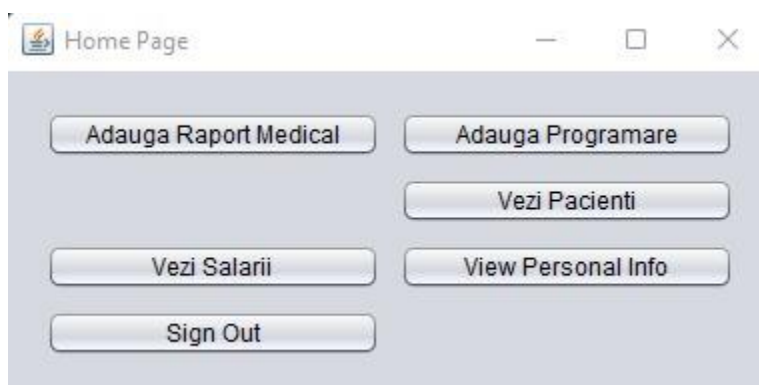 Home Page
Adauga Raport Medical
Adauga Programare
Vezi Pacienti
Vezi Salarii
View Personal Info
Sign Out